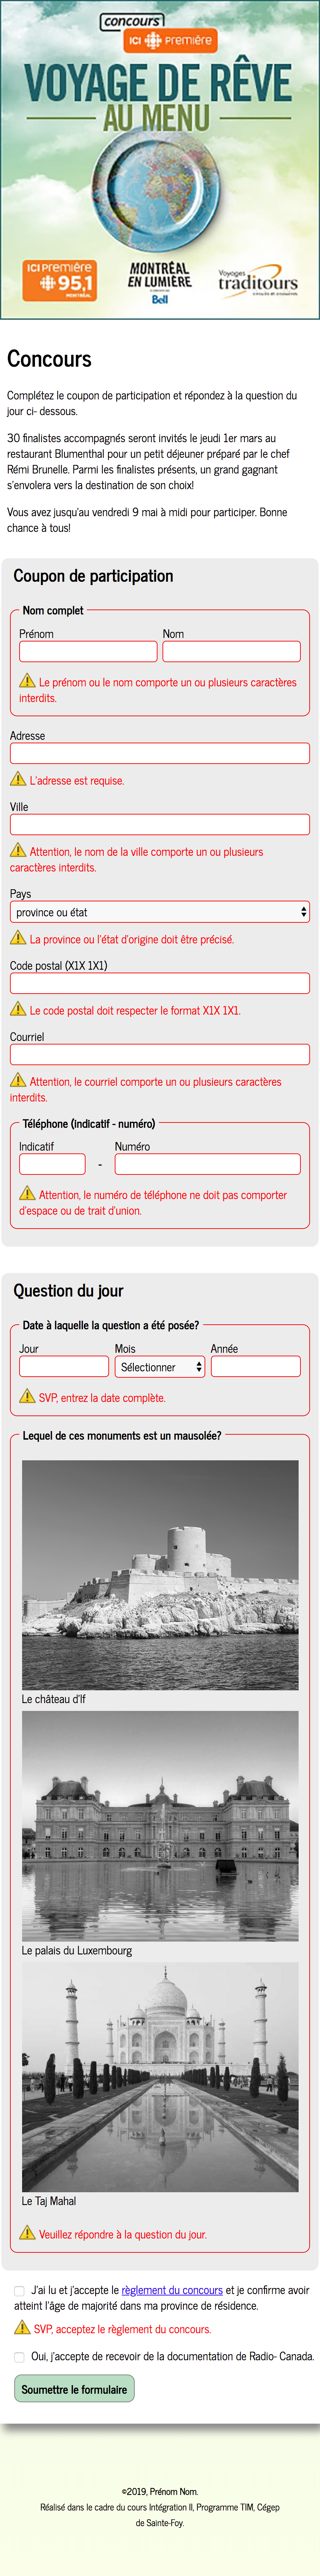 concours
ICI PREMIÈRE
VOYAGE DE RÊVE
AU MENU
ICI PREMIÈRE
95,1
MONTRÉAL
MONTRÉAL
EN LUMIÈRE
Bell
Voyages
traditours
Concours
Complétez le coupon de participation et répondez à la question du
jour ci- dessous.
30 finalistes accompagnés seront invités le jeudi 1er mars au
restaurant Blumenthal pour un petit déjeuner préparé par le chef
Rémi Brunelle. Parmi les finalistes présents, un grand gagnant
s'envolera vers la destination de son choix!
Vous avez jusqu'au vendredi 9 mai à midi pour participer. Bonne
chance à tous!
Coupon de participation
Nom complet
Prénom Nom
Le prénom ou le nom comporte un ou plusieurs caractères
interdits.
Adresse
L'adresse est requise.
Ville
Attention, le nom de la ville comporte un ou plusieurs
caractères interdits.
Pays
province ou état
La province ou l'état d'origine doit être précisé.
Code postal (X1X 1X1)
Le code postal doit respecter le format X1X 1X1.
Courriel
Attention, le courriel comporte un ou plusieurs caractères
interdits.
Téléphone (indicatif - numéro)
Indicatif Numéro
-
Attention, le numéro de téléphone ne doit pas comporter
d'espace ou de trait d'union.
Question du jour
Date à laquelle la question a été posée?
Jour Mois Année
Sélectionner
SVP, entrez la date complète.
Lequel de ces monuments est un mausolée?
Le château d'If
Le palais du Luxembourg
Le Taj Mahal
Veuillez répondre à la question du jour.
J'ai lu et j'accepte le règlement du concours et je confirme avoir
atteint l'âge de majorité dans ma province de résidence.
SVP, acceptez le règlement du concours.
Oui, j'accepte de recevoir de la documentation de Radio- Canada.
Soumettre le formulaire
©2019, Prénom Nom.
Réalisé dans le cadre du cours Intégration II, Programme TIM, Cégep
de Sainte-Foy.